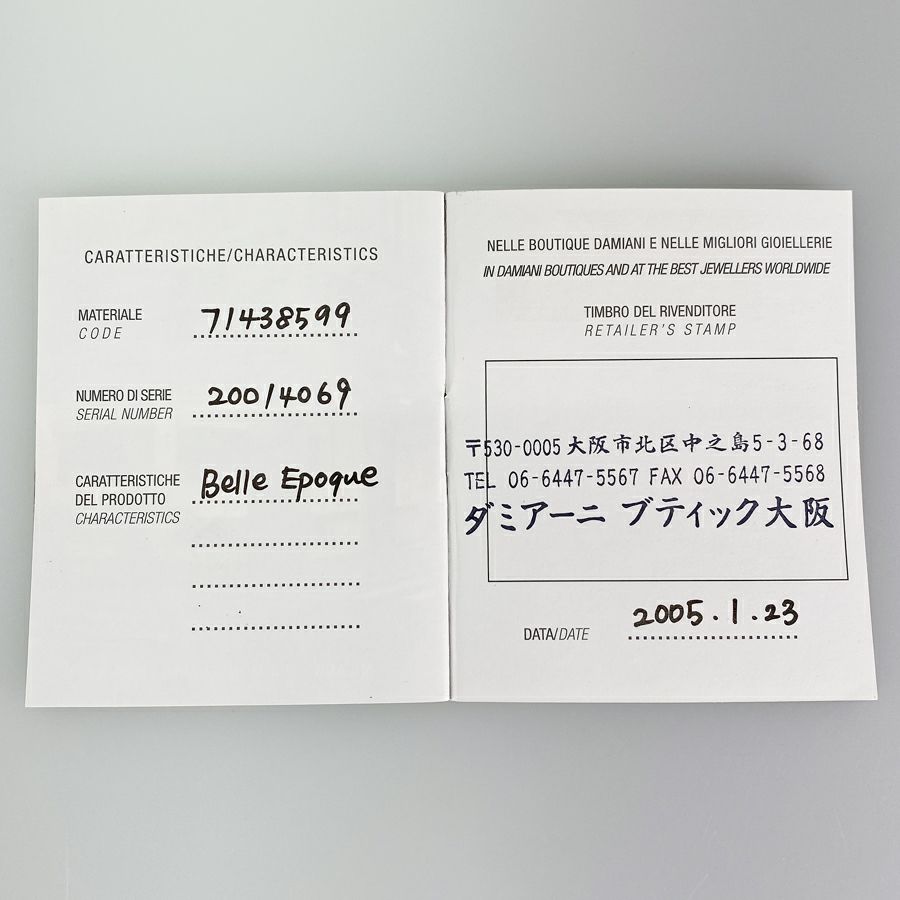 CARATTERISTICHE/CHARACTERISTICS
MATERIALE 71438599
CODE
NUMERO DI SERIE 20014069
SERIAL NUMBER
CARATTERISTICHE Belle Epoque
DEL PRODOTTO
CHARACTERISTICS
NELLE BOUTIQUE DAMIANI E NELLE MIGLIORI GIOIELLERIE
IN DAMIANI BOUTIQUES AND AT THE BEST JEWELLERS WORLDWIDE
TIMBRO DEL RIVENDITORE
RETAILER'S STAMP
〒530-0005 大阪市北区中之島5-3-68
TEL 06-6447-5567 FAX 06-6447-5568
ダミアーニ ブティック大阪
DATA/DATE 2005.1.23